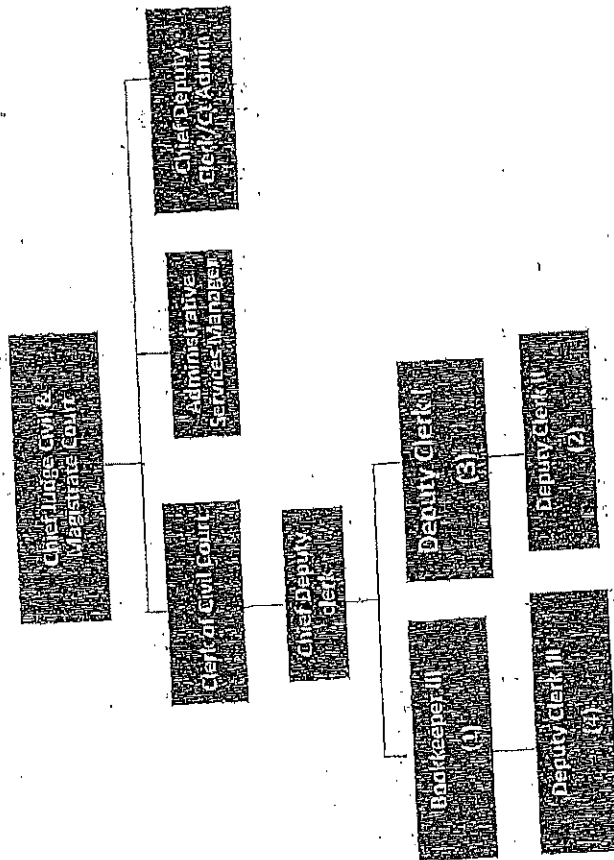 Chief Judge Civil &
Magistrate Court
Clerk of Civil Court
Administrative
Services Manager
Chief Deputy
Clerk/Ct Admin
Chief Deputy
Clerk
Bookkeeper III
(1)
Deputy Clerk I
(3)
Deputy Clerk III
(4)
Deputy Clerk II
(2)